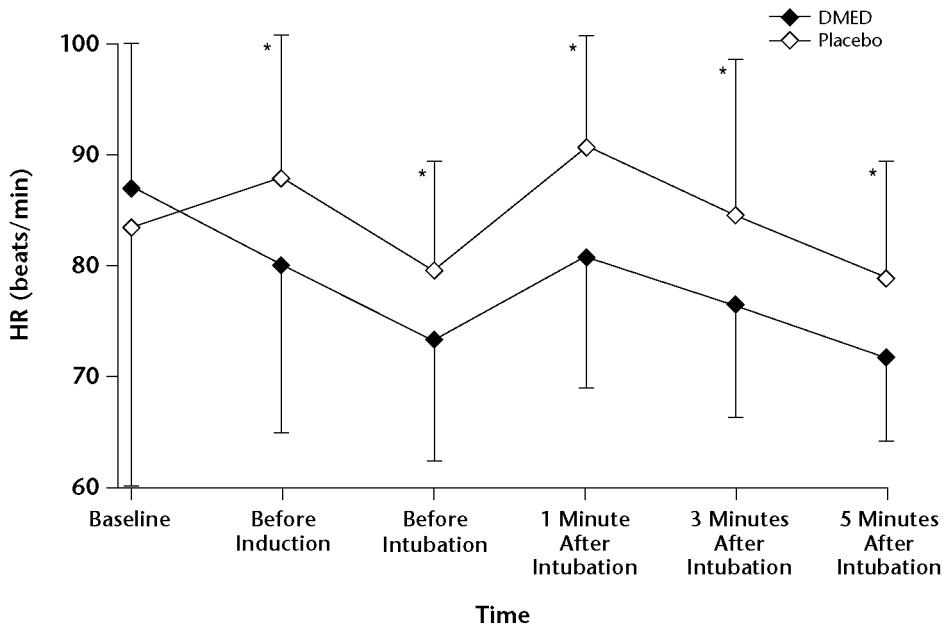 DMED
Placebo
HR (beats/min)
100
90
80
70
60
*
*
*
*
*
Baseline
Before
Induction
Before
Intubation
1 Minute
After
Intubation
3 Minutes
After
Intubation
5 Minutes
After
Intubation
Time